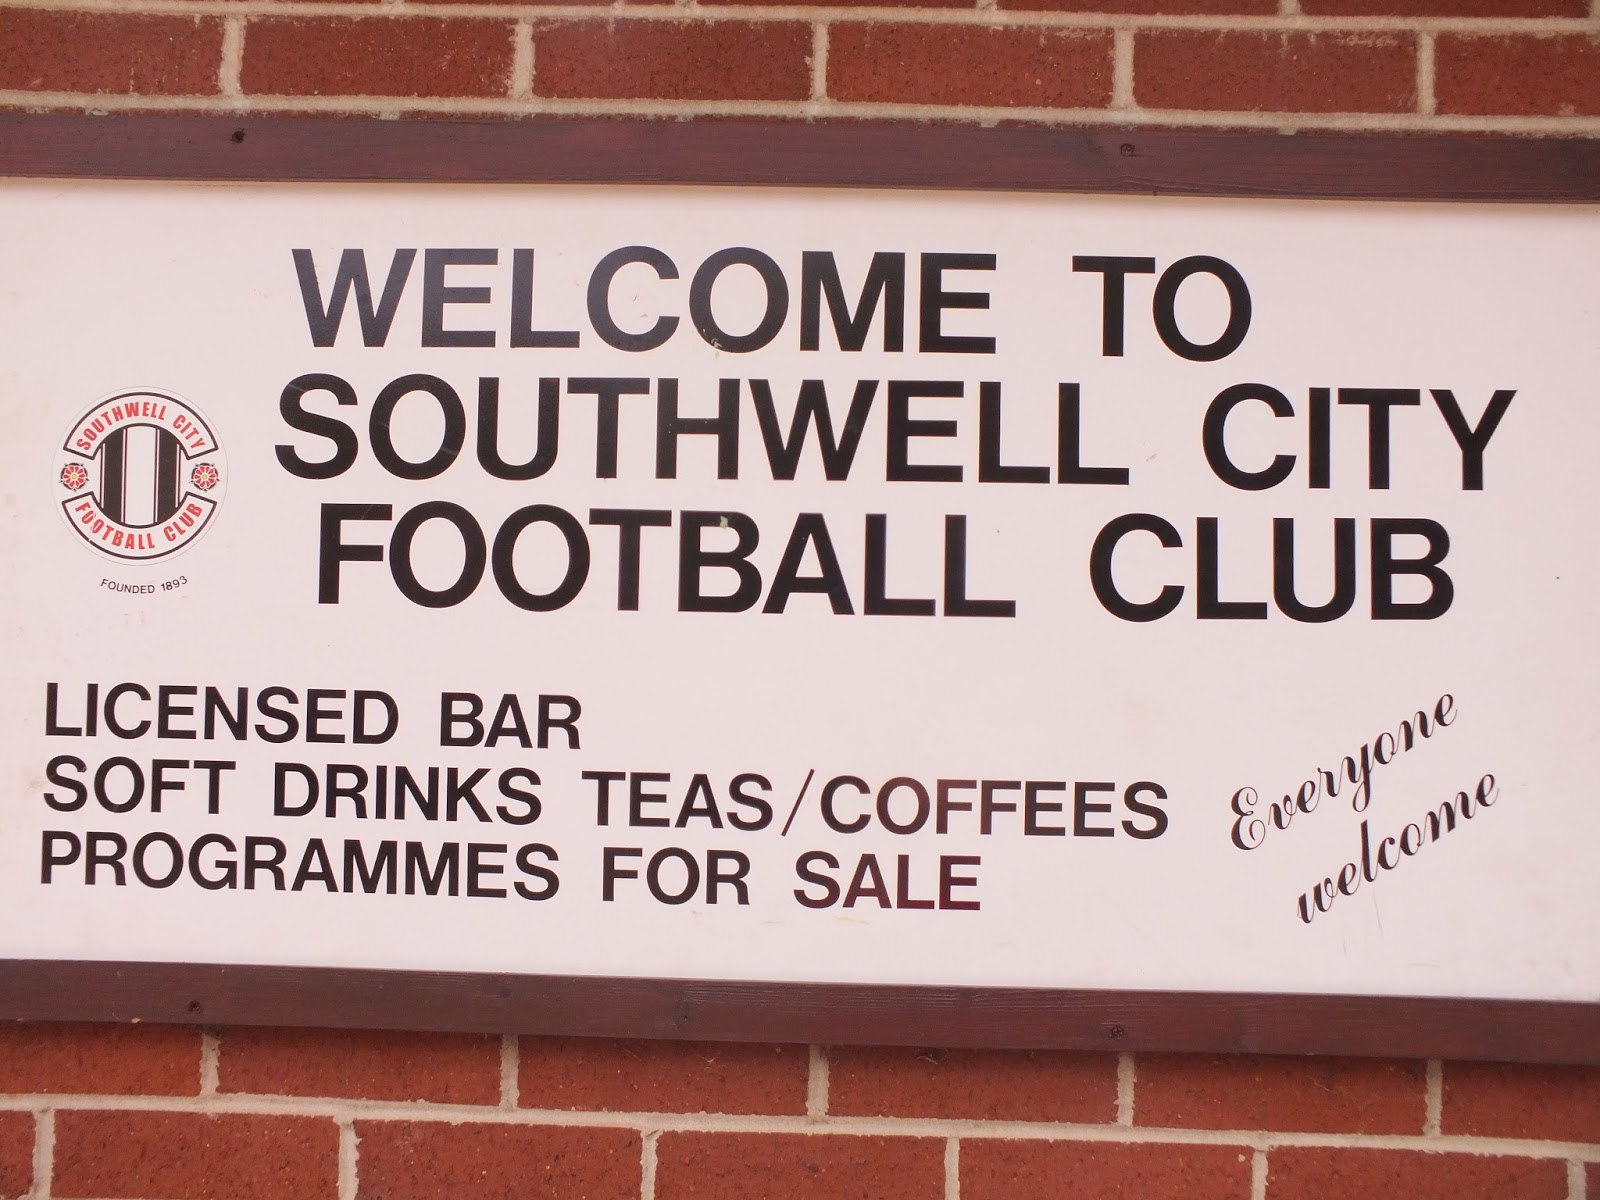 WELCOME TO
SOUTHWELL CITY
FOOTBALL CLUB
SOUTHWELL CITY
FOOTBALL CLUB
FOUNDED 1893
LICENSED BAR
SOFT DRINKS TEAS/COFFEES
PROGRAMMES FOR SALE
Everyone
welcome